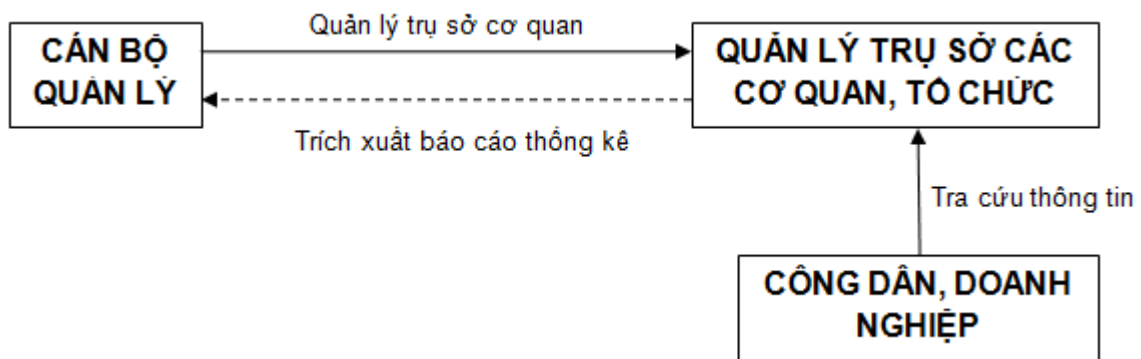 Quản lý trụ sở cơ quan
CÁN BỘ
QUẢN LÝ
QUẢN LÝ TRỤ SỞ CÁC
CƠ QUAN, TỔ CHỨC
Trích xuất báo cáo thống kê
Tra cứu thông tin
CÔNG DÂN, DOANH
NGHIỆP